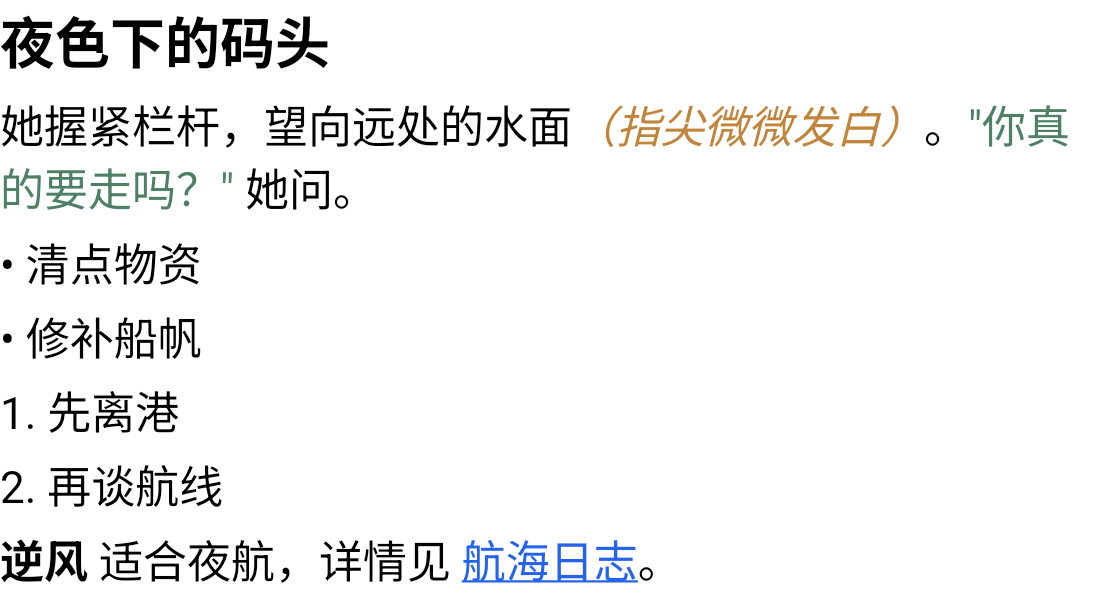 夜色下的码头
她握紧栏杆，望向远处的水面（指尖微微发白）。"你真
的要走吗？" 她问。
• 清点物资
• 修补船帆
1. 先离港
2. 再谈航线
逆风 适合夜航，详情见 航海日志。